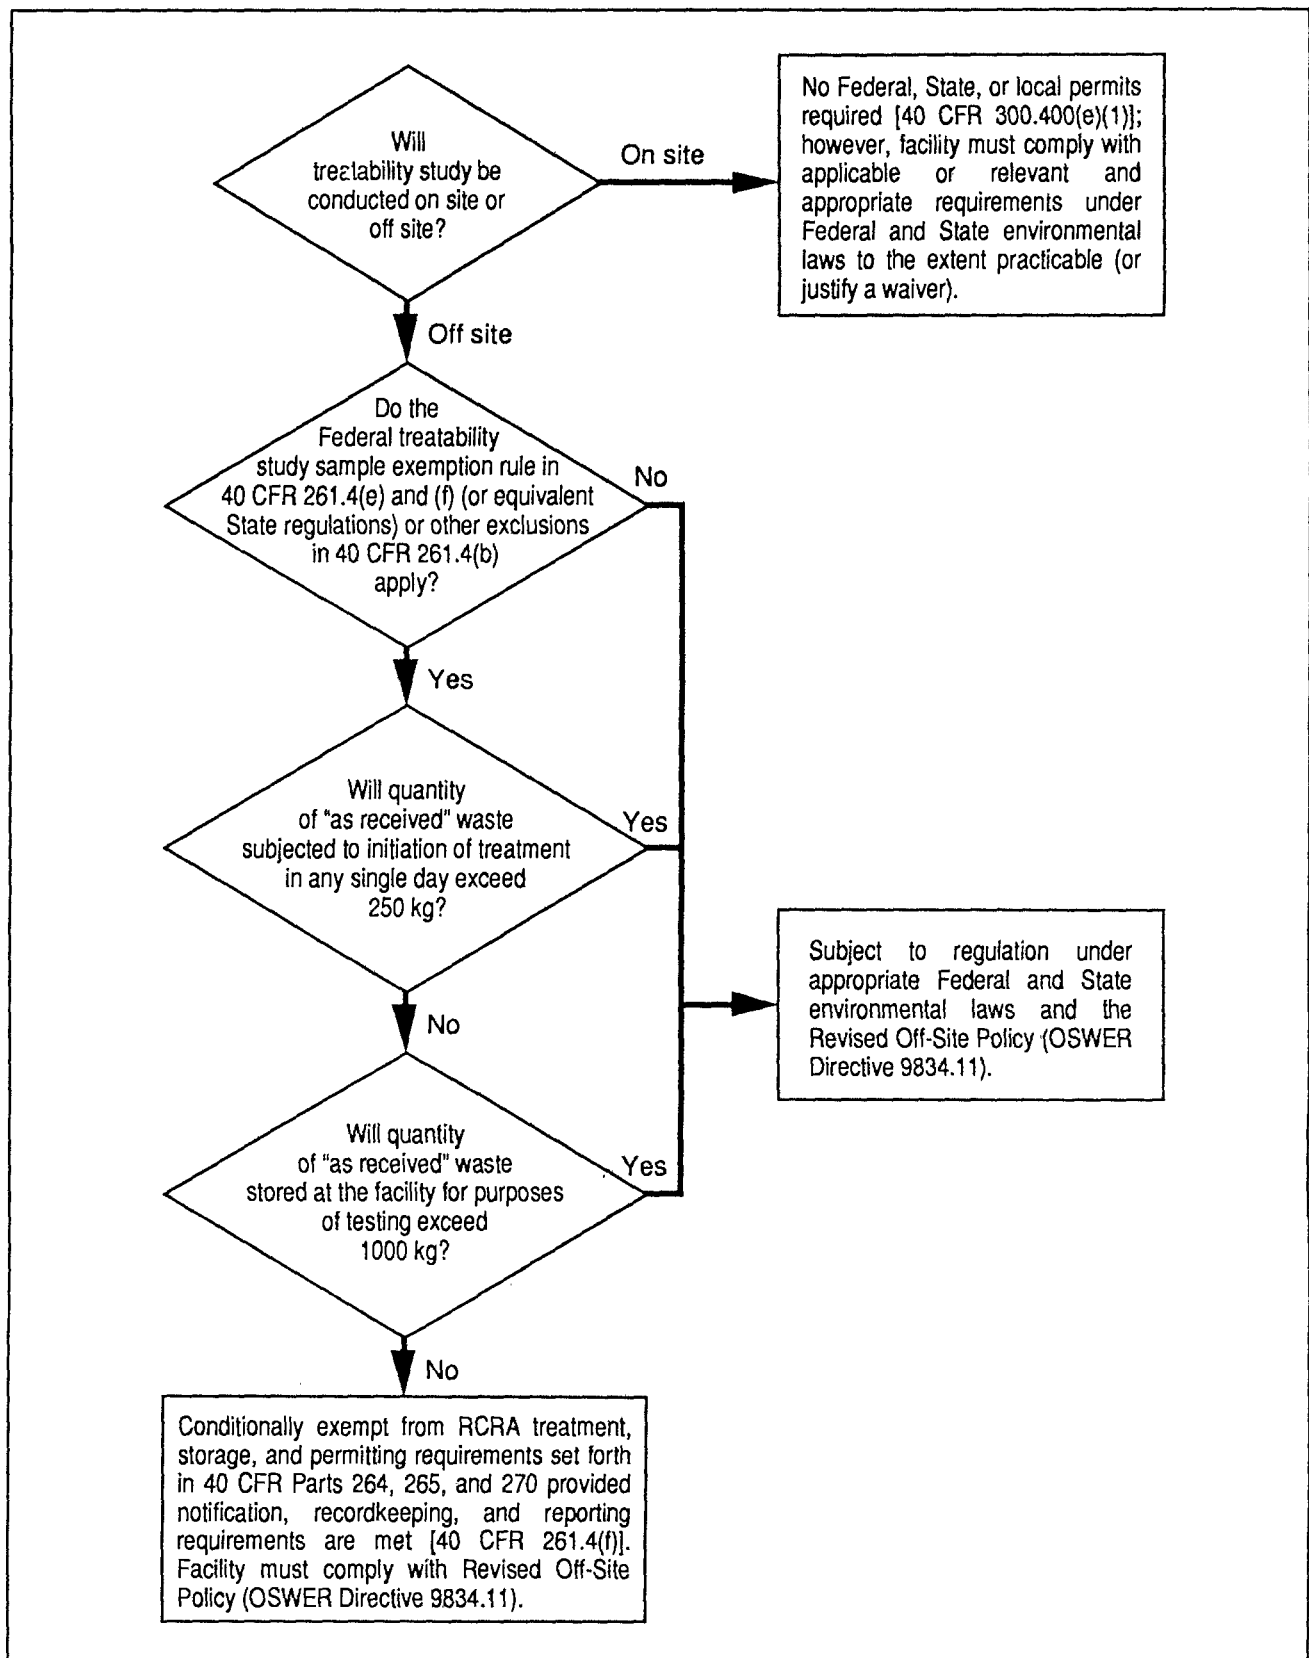 Will
treatability study be
conducted on site or
off site?
On site
No Federal, State, or local permits
required [40 CFR 300.400(e)(1)];
however, facility must comply with
applicable or relevant and
appropriate requirements under
Federal and State environmental
laws to the extent practicable (or
justify a waiver).
Off site
Do the
Federal treatability
study sample exemption rule in
40 CFR 261.4(e) and (f) (or equivalent
State regulations) or other exclusions
in 40 CFR 261.4(b)
apply?
No
Yes
Will quantity
of "as received" waste
subjected to initiation of treatment
in any single day exceed
250 kg?
Yes
No
Subject to regulation under
appropriate Federal and State
environmental laws and the
Revised Off-Site Policy (OSWER
Directive 9834.11).
Will quantity
of "as received" waste
stored at the facility for purposes
of testing exceed
1000 kg?
Yes
No
Conditionally exempt from RCRA treatment,
storage, and permitting requirements set forth
in 40 CFR Parts 264, 265, and 270 provided
notification, recordkeeping, and reporting
requirements are met [40 CFR 261.4(f)].
Facility must comply with Revised Off-Site
Policy (OSWER Directive 9834.11).